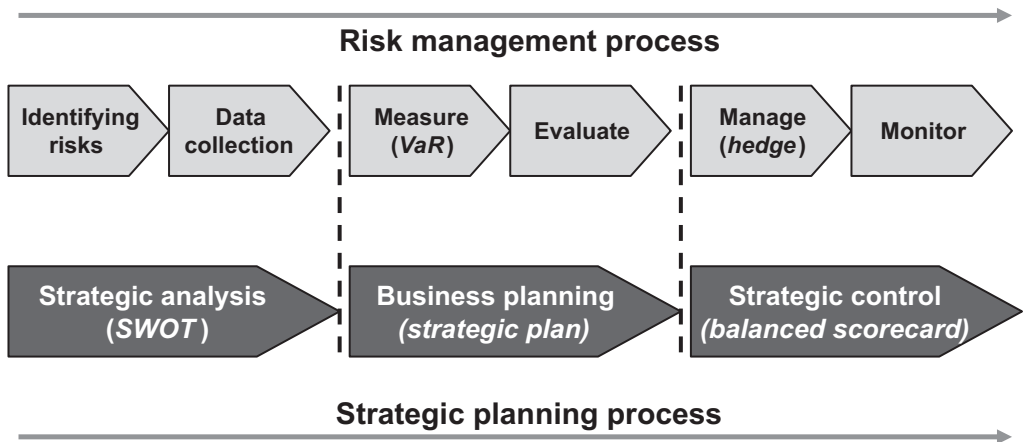 Risk management process
Identifying
risks
Data
collection
Measure
(VaR)
Evaluate
Manage
(hedge)
Monitor
Strategic analysis
(SWOT)
Business planning
(strategic plan)
Strategic control
(balanced scorecard)
Strategic planning process